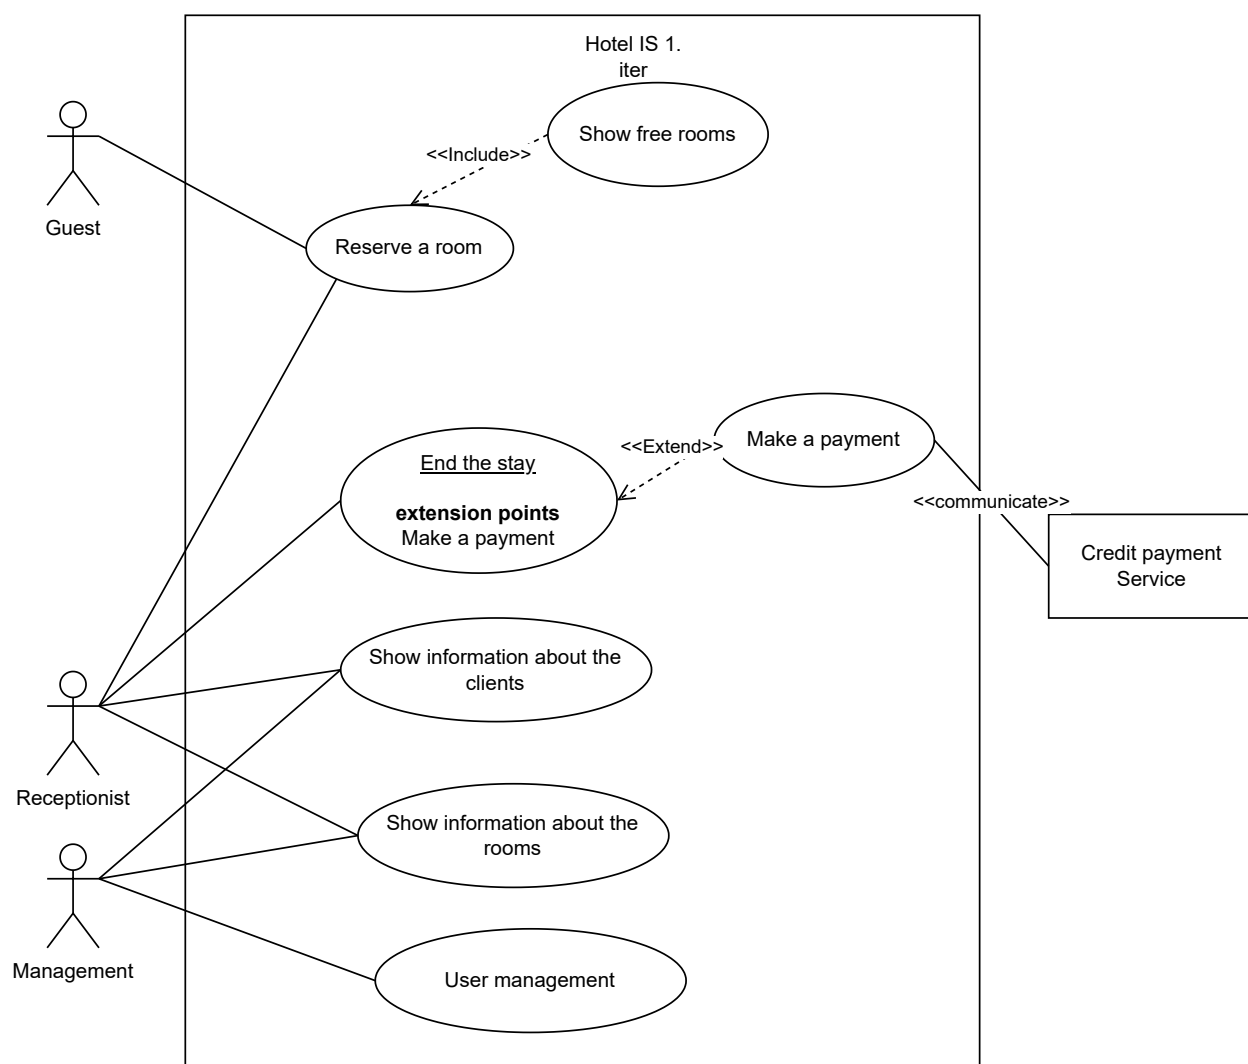 Hotel IS 1.
iter
Show free rooms
<<Include>>
Guest
Reserve a room
Make a payment
<<Extend>>
End the stay
extension points
Make a payment
<<communicate>>
Credit payment
Service
Show information about the
clients
Receptionist
Show information about the
rooms
Management
User management